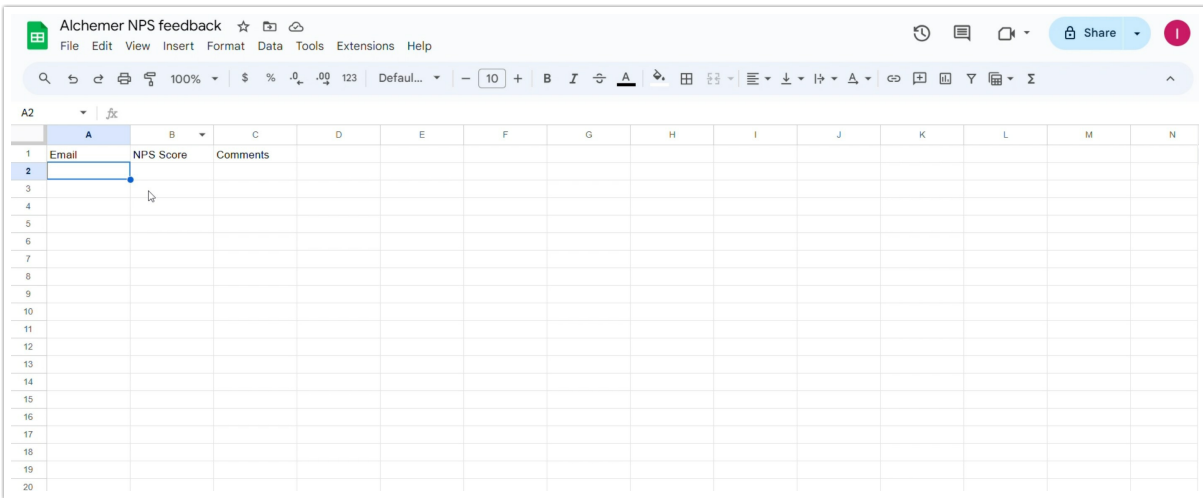 Alchemer NPS feedback
File Edit View Insert Format Data Tools Extensions Help
Share
I
100% $ % .0 .00 123 Defaul... − 10 + B I A A Σ
A2 fx
A B C D E F G H I J K L M N
1 Email NPS Score Comments
2
3
4
5
6
7
8
9
10
11
12
13
14
15
16
17
18
19
20